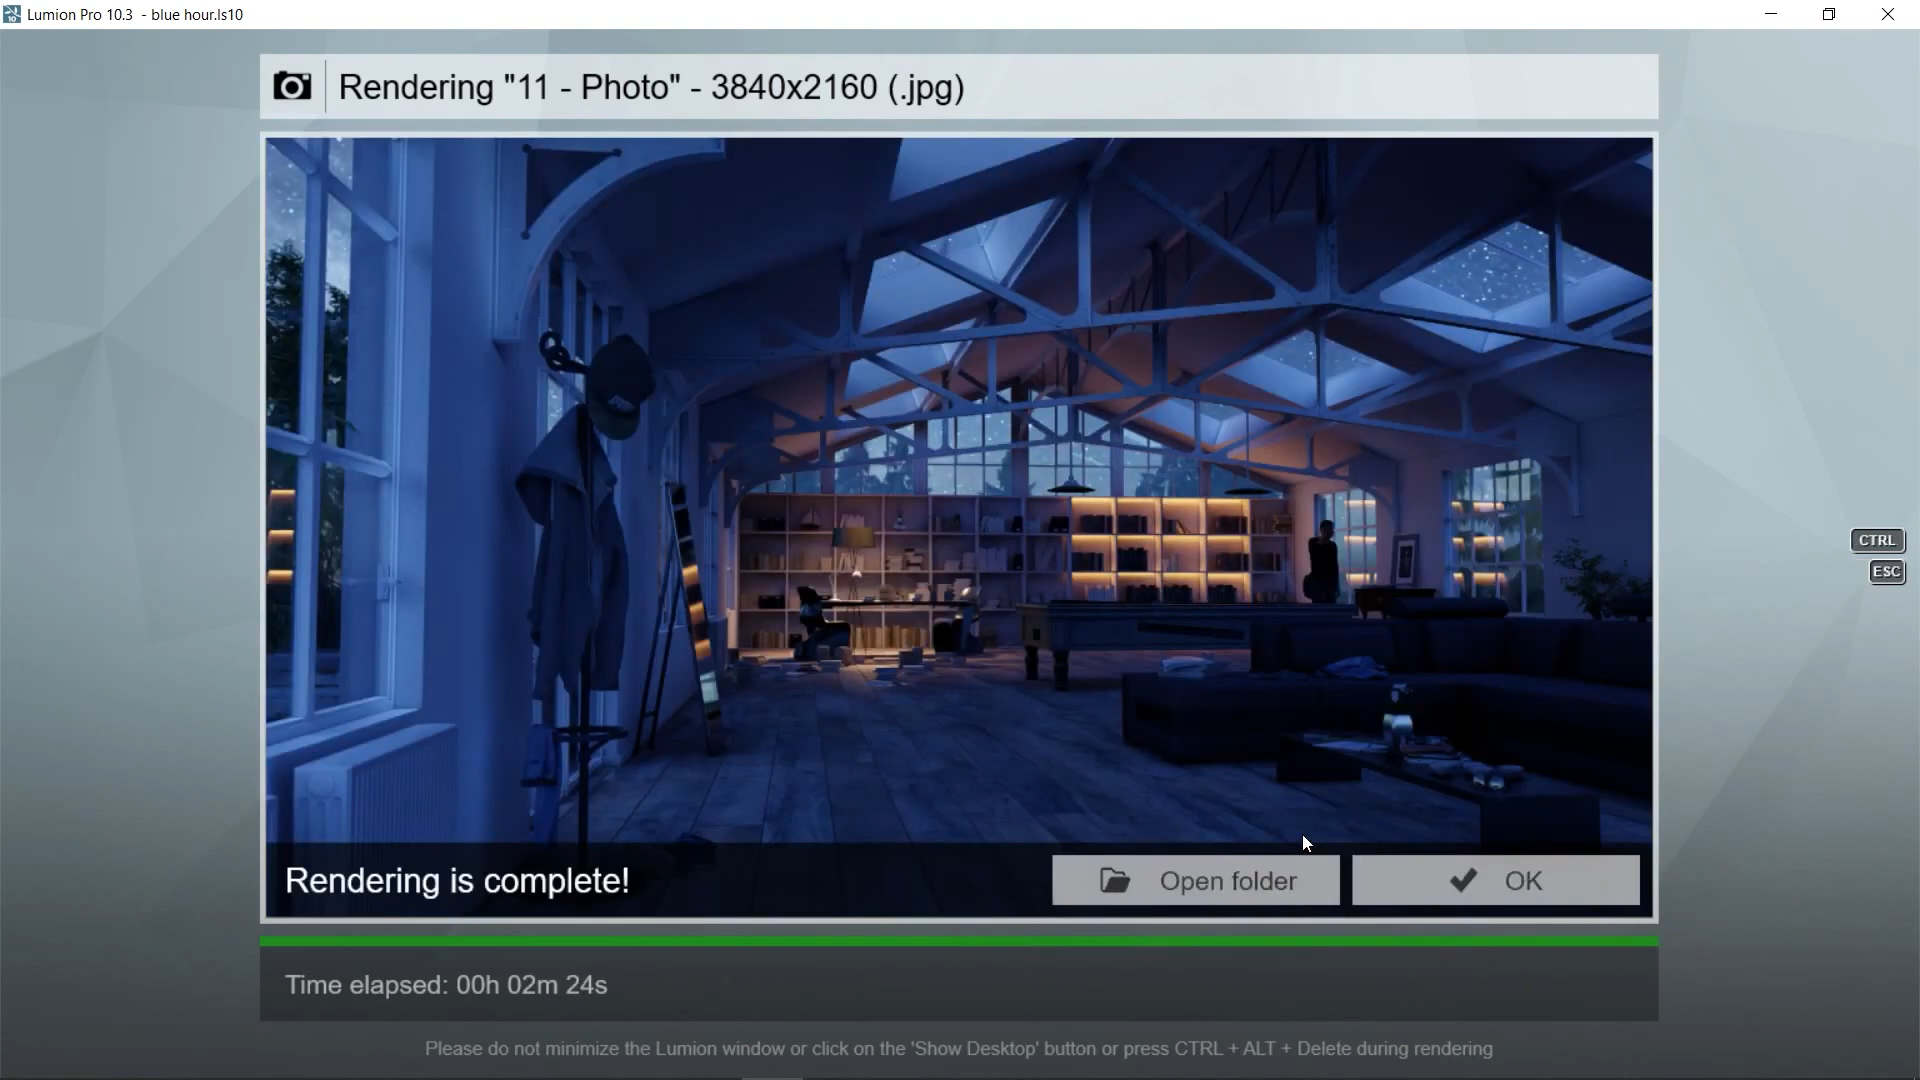 Lumion Pro 10.3 - blue hour.ls10
Rendering "11 - Photo" - 3840x2160 (.jpg)
CTRL
ESC
Rendering is complete!
Open folder
OK
Time elapsed: 00h 02m 24s
Please do not minimize the Lumion window or click on the 'Show Desktop' button or press CTRL + ALT + Delete during rendering